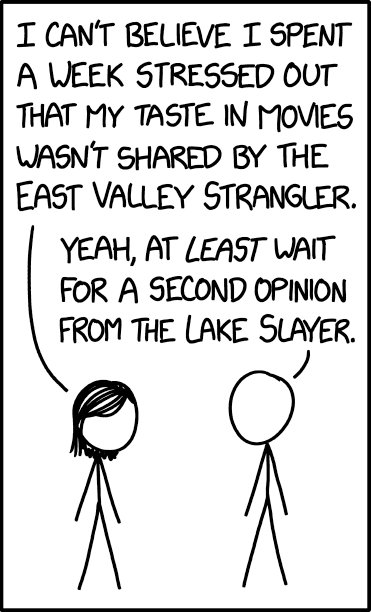 I CAN'T BELIEVE I SPENT
A WEEK STRESSED OUT
THAT MY TASTE IN MOVIES
WASN'T SHARED BY THE
EAST VALLEY STRANGLER.
YEAH, AT LEAST WAIT
FOR A SECOND OPINION
FROM THE LAKE SLAYER.